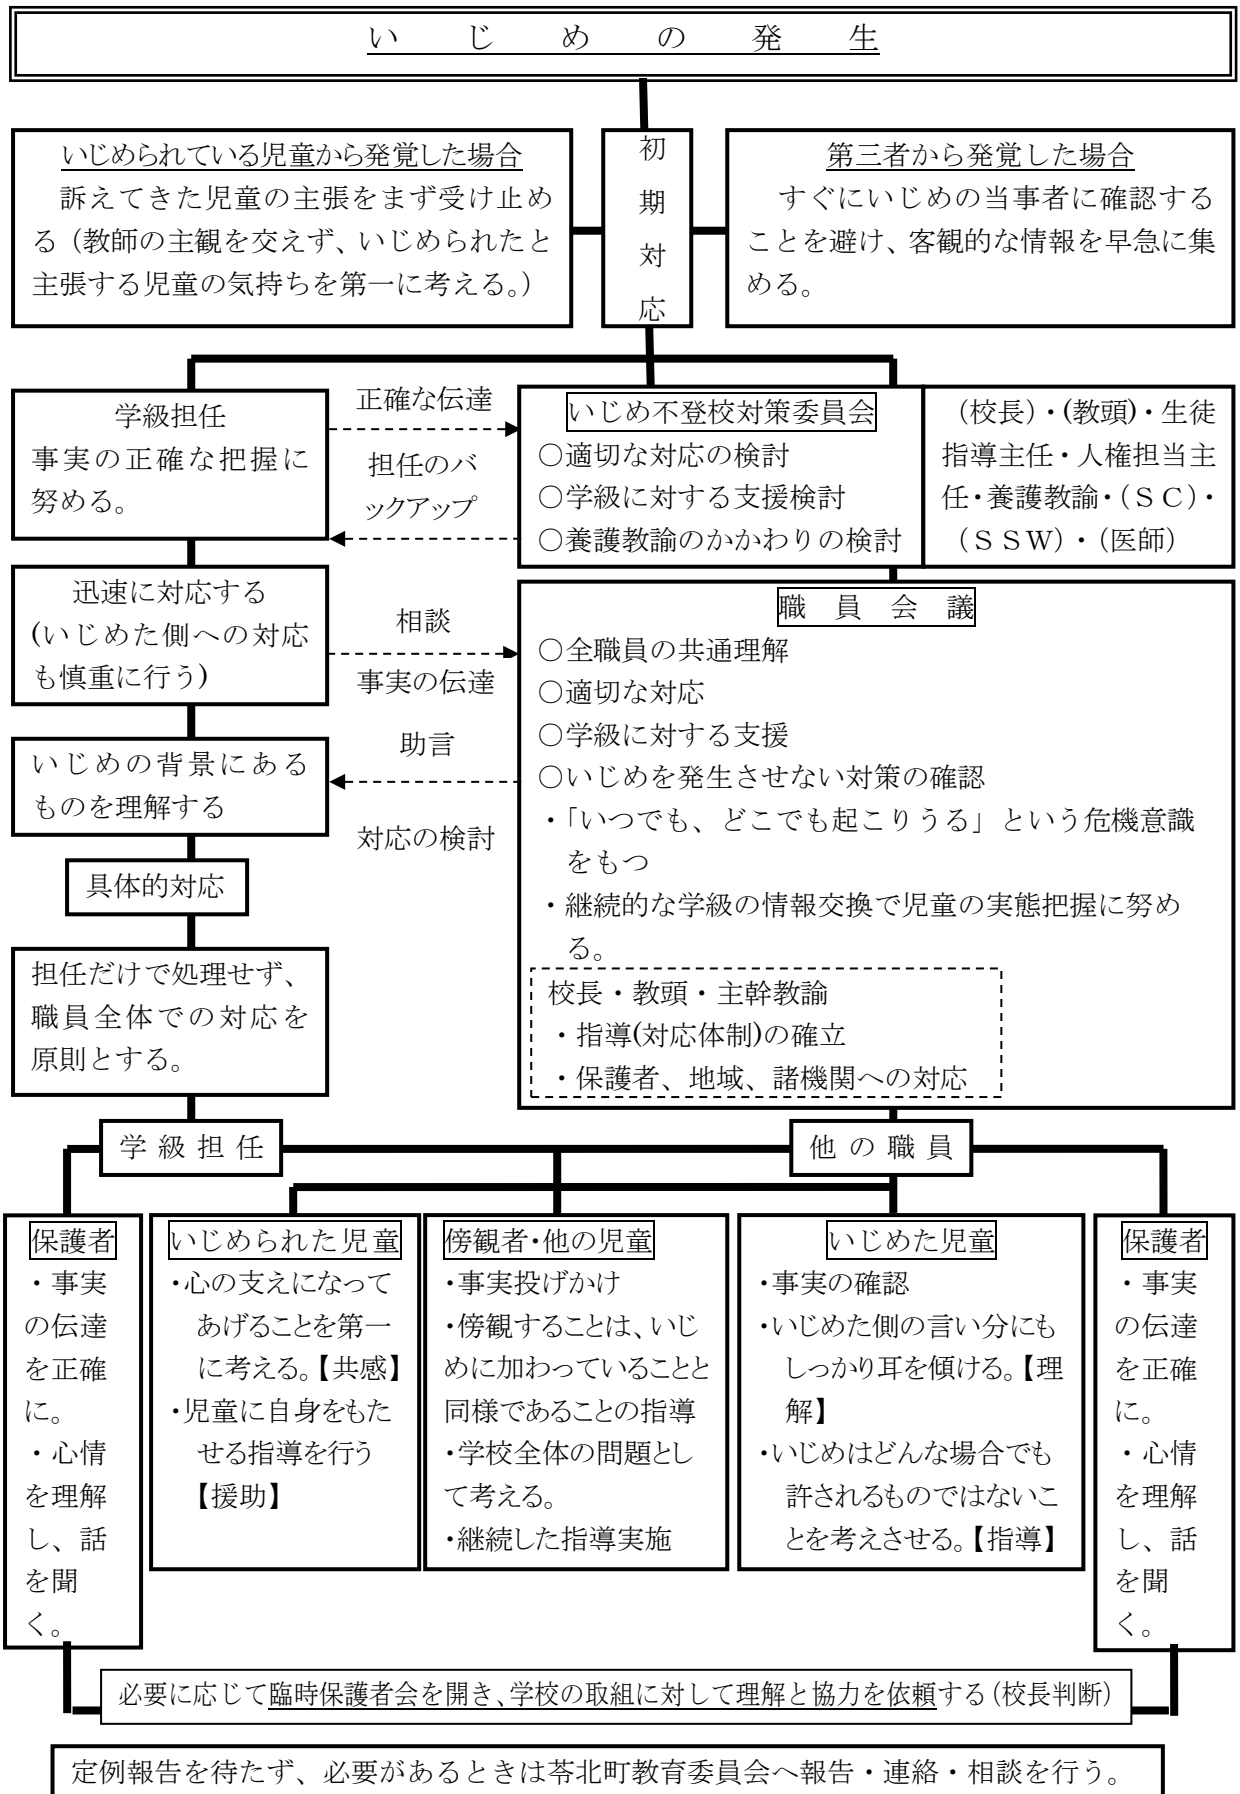 いじめの発生
いじめられている児童から発覚した場合
訴えてきた児童の主張をまず受け止め
る（教師の主観を交えず、いじめられたと
主張する児童の気持ちを第一に考える。）
初
期
対
応
第三者から発覚した場合
すぐにいじめの当事者に確認する
ことを避け、客観的な情報を早急に集
める。
学級担任
事実の正確な把握に
努める。
正確な伝達
担任のバ
ックアップ
いじめ不登校対策委員会
○適切な対応の検討
○学級に対する支援検討
○養護教諭のかかわりの検討
（校長）・(教頭)・生徒
指導主任・人権担当主
任・養護教諭・（ＳＣ）・
（ＳＳＷ）・（医師）
迅速に対応する
(いじめた側への対応
も慎重に行う)
相談
事実の伝達
いじめの背景にある
ものを理解する
助言
対応の検討
具体的対応
担任だけで処理せず、
職員全体での対応を
原則とする。
職員会議
○全職員の共通理解
○適切な対応
○学級に対する支援
○いじめを発生させない対策の確認
・「いつでも、どこでも起こりうる」という危機意識
をもつ
・継続的な学級の情報交換で児童の実態把握に努め
る。
校長・教頭・主幹教諭
・指導(対応体制)の確立
・保護者、地域、諸機関への対応
学級担任
他の職員
保護者
・事実
の伝達
を正確
に。
・心情
を理解
し、話
を聞
く。
いじめられた児童
・心の支えになって
あげることを第一
に考える。【共感】
・児童に自身をもた
せる指導を行う
【援助】
傍観者・他の児童
・事実投げかけ
・傍観することは、いじ
めに加わっていることと
同様であることの指導
・学校全体の問題とし
て考える。
・継続した指導実施
いじめた児童
・事実の確認
・いじめた側の言い分にも
しっかり耳を傾ける。【理
解】
・いじめはどんな場合でも
許されるものではないこ
とを考えさせる。【指導】
保護者
・事実
の伝達
を正確
に。
・心情
を理解
し、話
を聞
く。
必要に応じて臨時保護者会を開き、学校の取組に対して理解と協力を依頼する（校長判断）
定例報告を待たず、必要があるときは苓北町教育委員会へ報告・連絡・相談を行う。